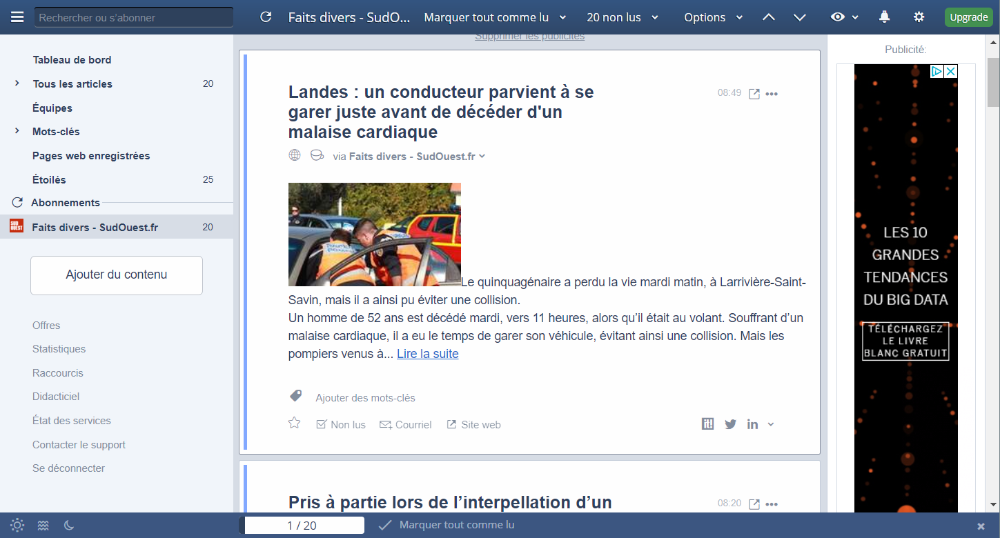 Rechercher ou s'abonner
Faits divers - SudO...
Marquer tout comme lu
20 non lus
Options
Upgrade
Supprimer les publicités
Tableau de bord
Tous les articles 20
Équipes
Mots-clés
Pages web enregistrées
Étoilés 25
Abonnements
SUD OUEST
Faits divers - SudOuest.fr 20
Ajouter du contenu
Offres
Statistiques
Raccourcis
Didacticiel
État des services
Contacter le support
Se déconnecter
Landes : un conducteur parvient à se
garer juste avant de décéder d'un
malaise cardiaque
08:49
via Faits divers - SudOuest.fr
Le quinquagénaire a perdu la vie mardi matin, à Larrivière-Saint-
Savin, mais il a ainsi pu éviter une collision.
Un homme de 52 ans est décédé mardi, vers 11 heures, alors qu’il était au volant. Souffrant d’un
malaise cardiaque, il a eu le temps de garer son véhicule, évitant ainsi une collision. Mais les
pompiers venus à... Lire la suite
Ajouter des mots-clés
Non lus
Courriel
Site web
in
Pris à partie lors de l’interpellation d’un
08:20
Publicité:
LES 10
GRANDES
TENDANCES
DU BIG DATA
TÉLÉCHARGEZ
LE LIVRE
BLANC GRATUIT
1 / 20
Marquer tout comme lu